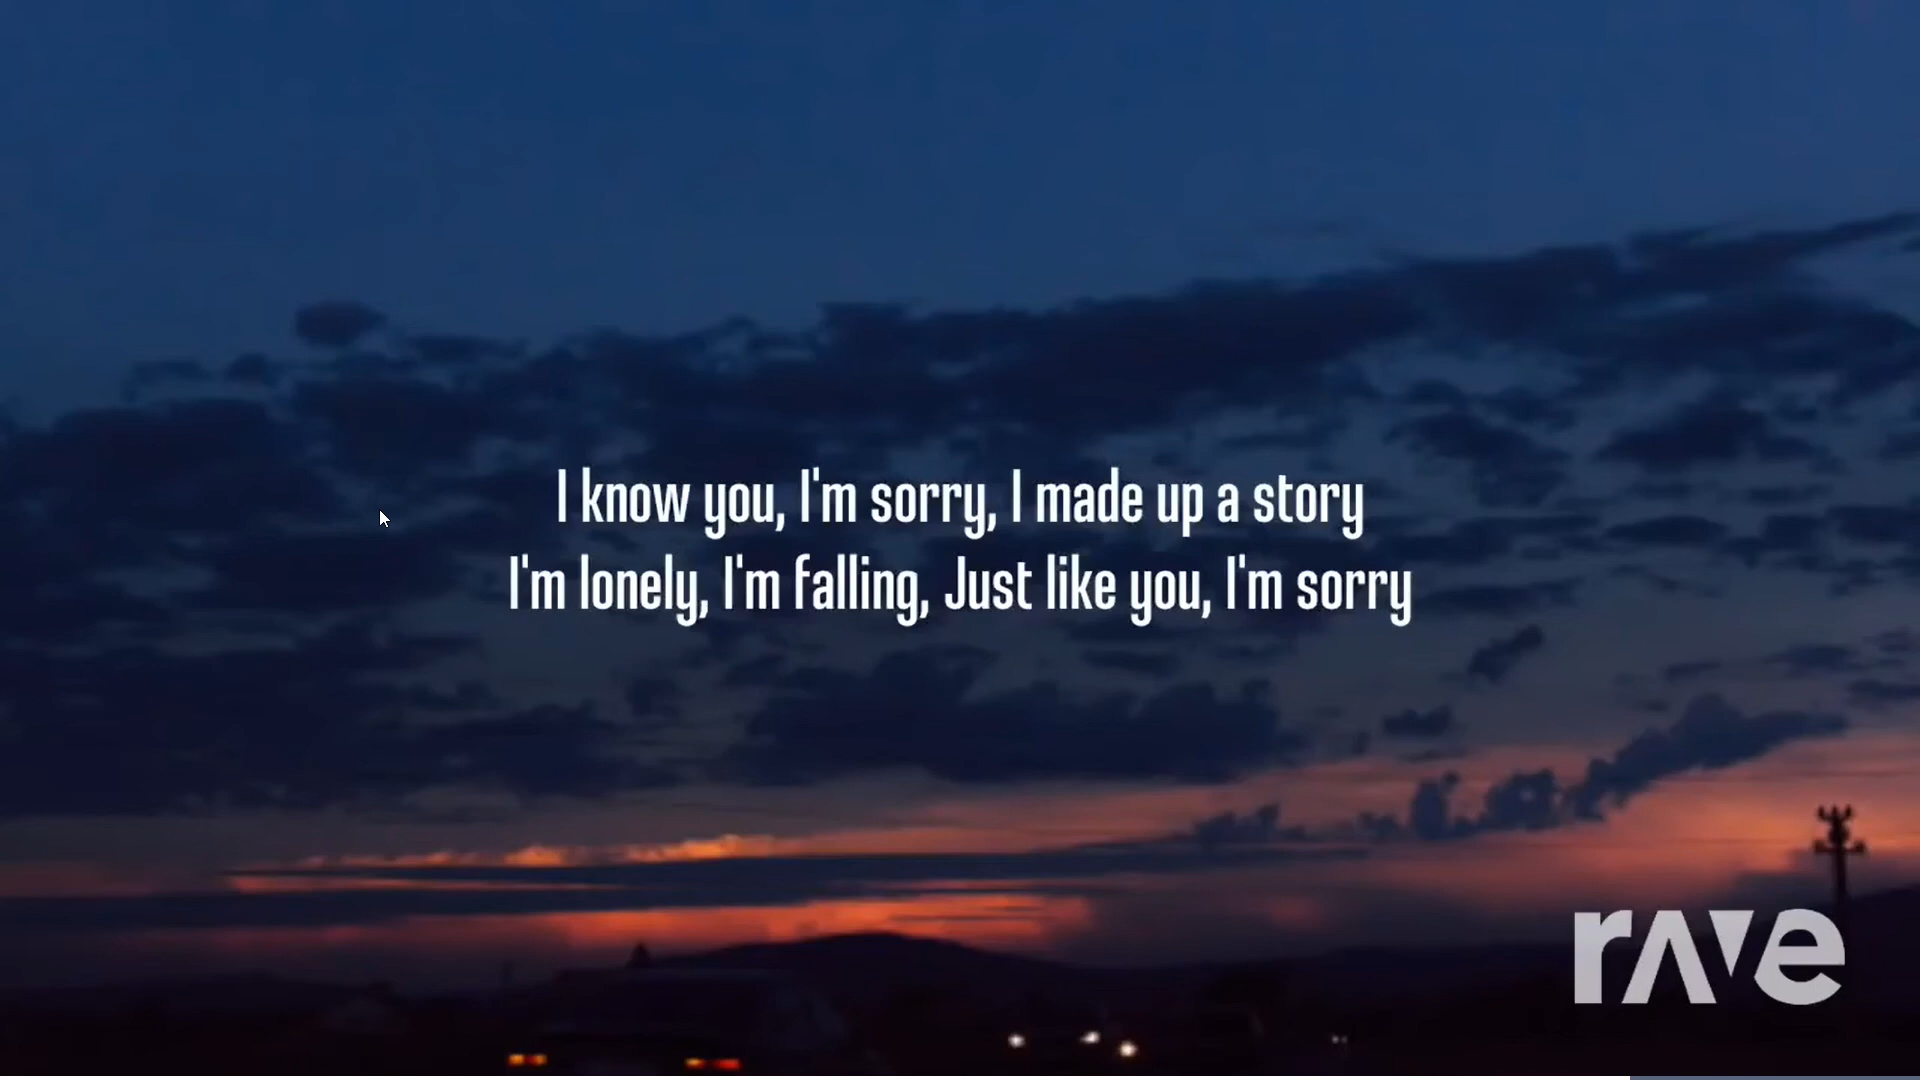 I know you, I'm sorry, I made up a story
I'm lonely, I'm falling, Just like you, I'm sorry
rave